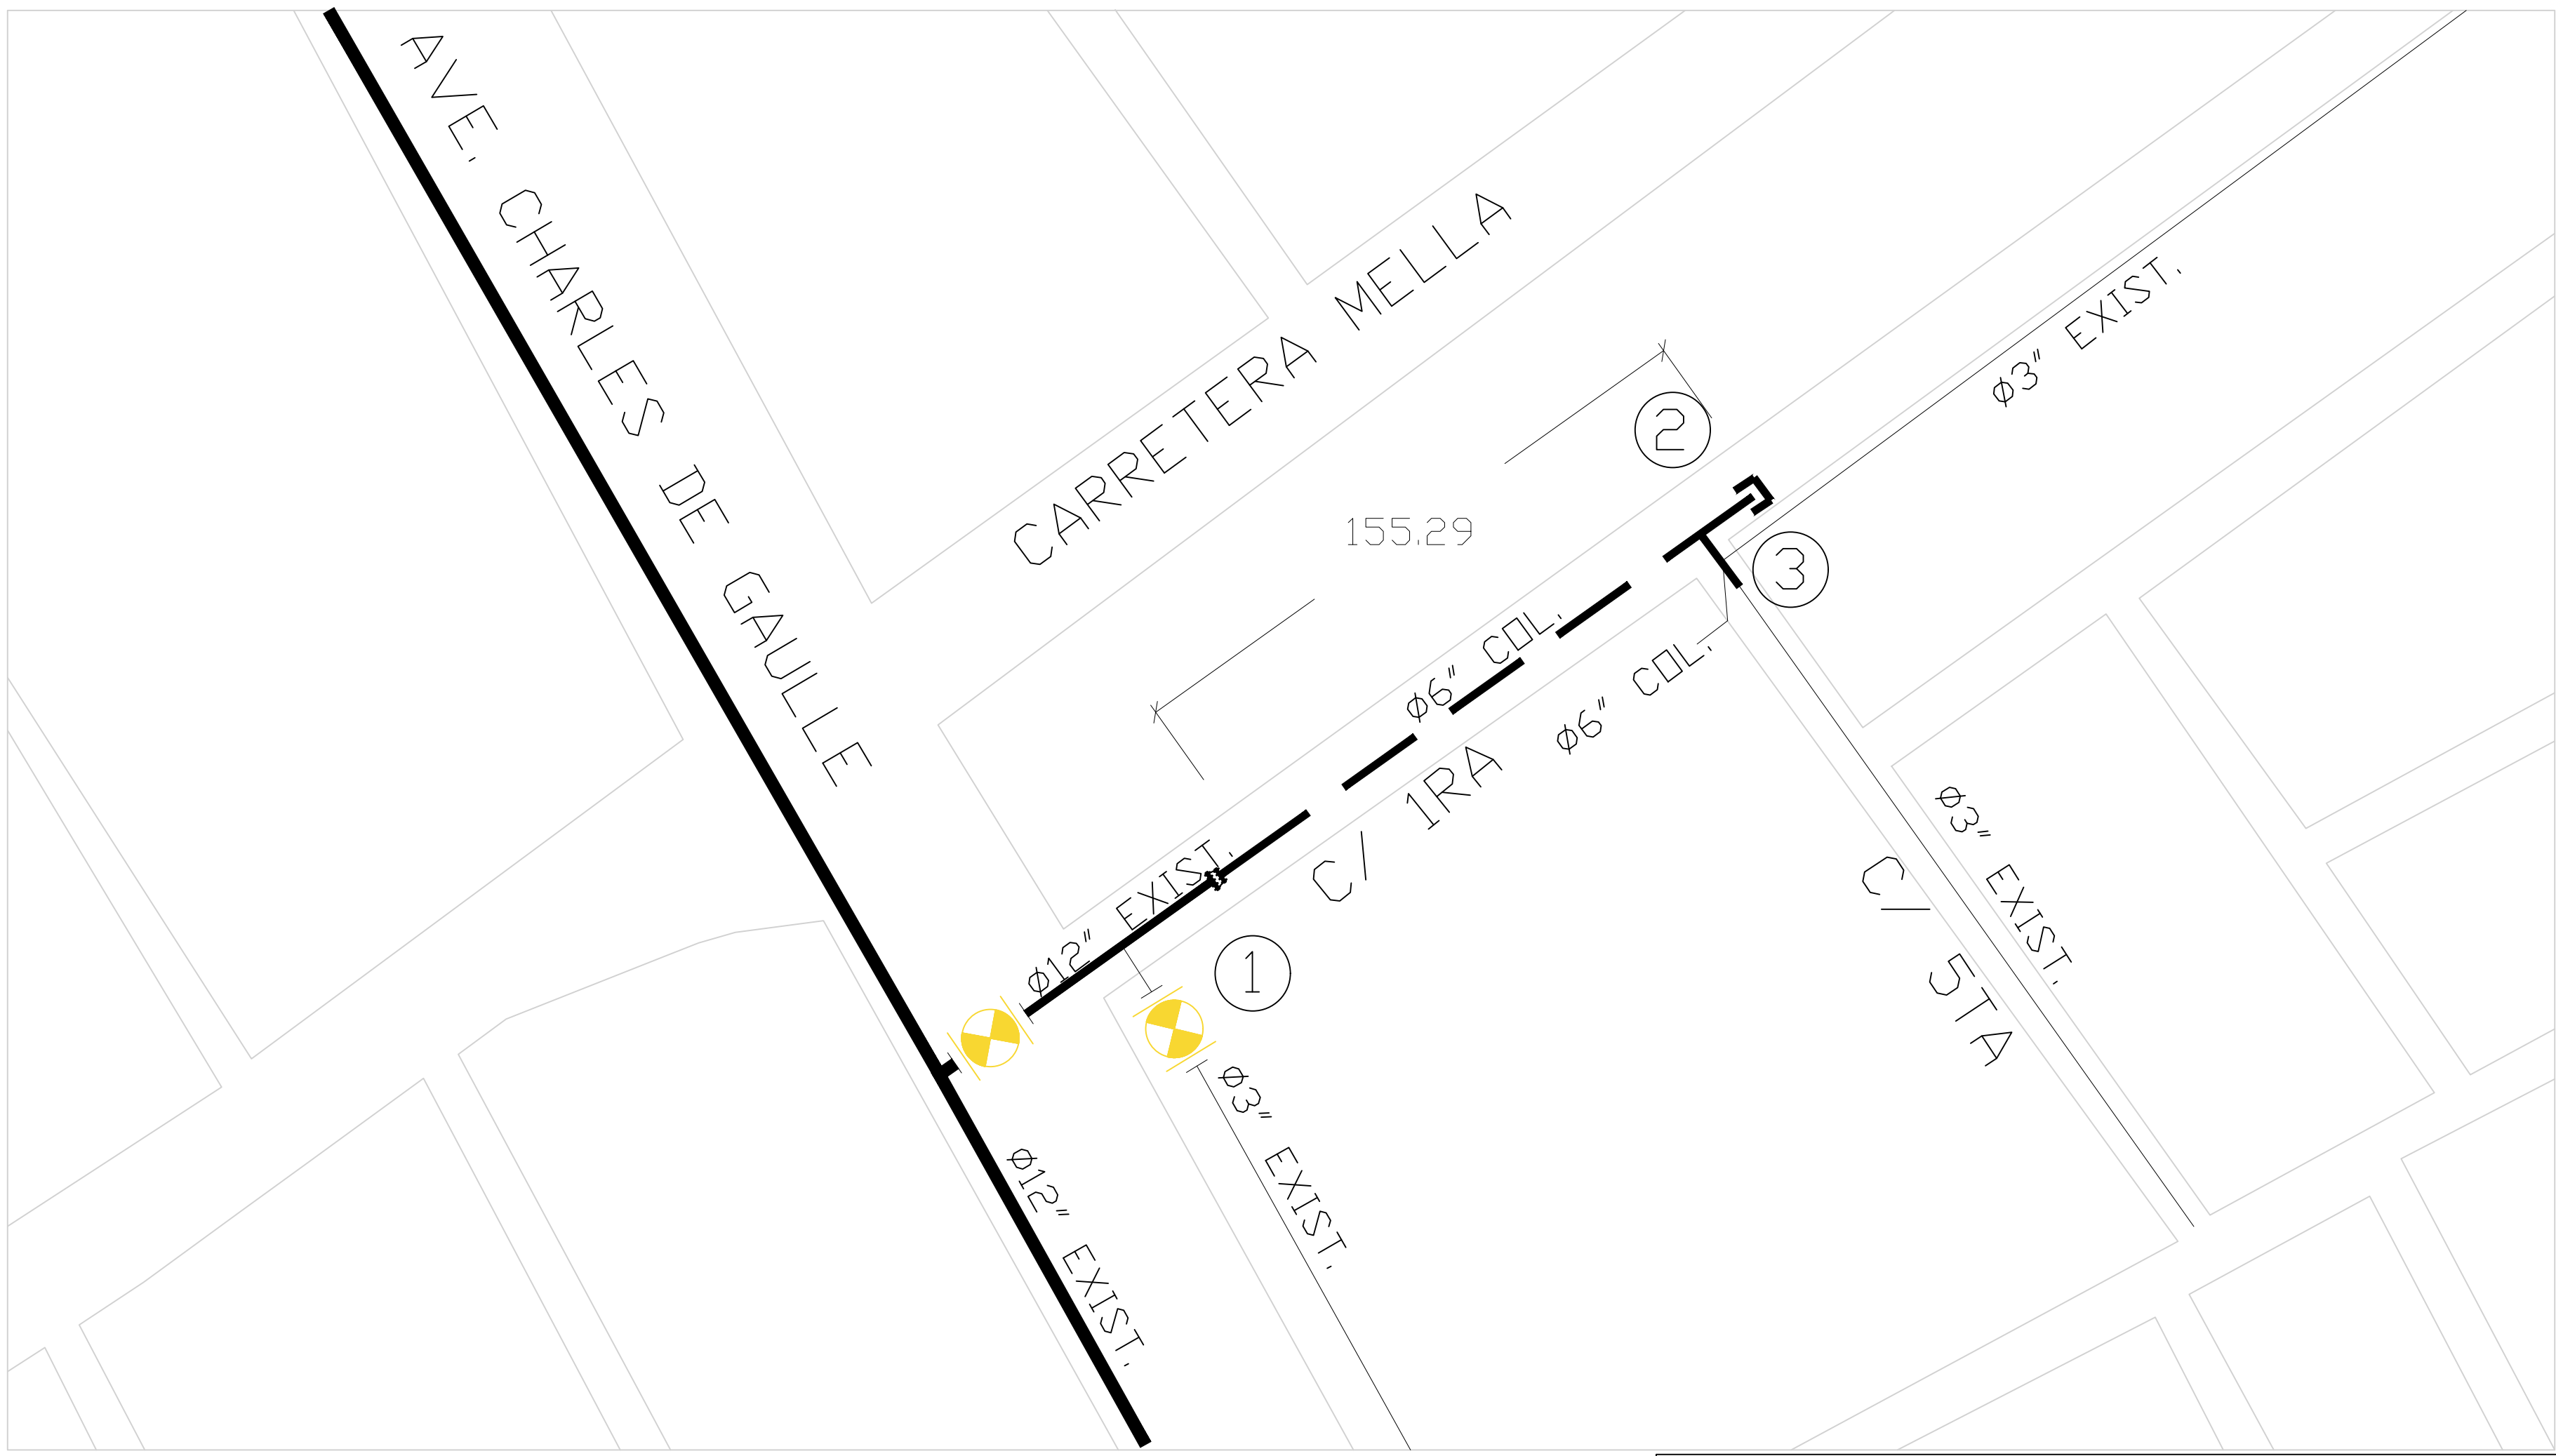 AVE. CHARLES DE GAULLE
CARRETERA MELLA
Ø3" EXIST.
2
155.29
3
Ø6" COL.
Ø6" COL.
C/ 1RA
Ø12" EXIST.
1
Ø3" EXIST.
C/ 5TA
Ø3" EXIST.
Ø12" EXIST.